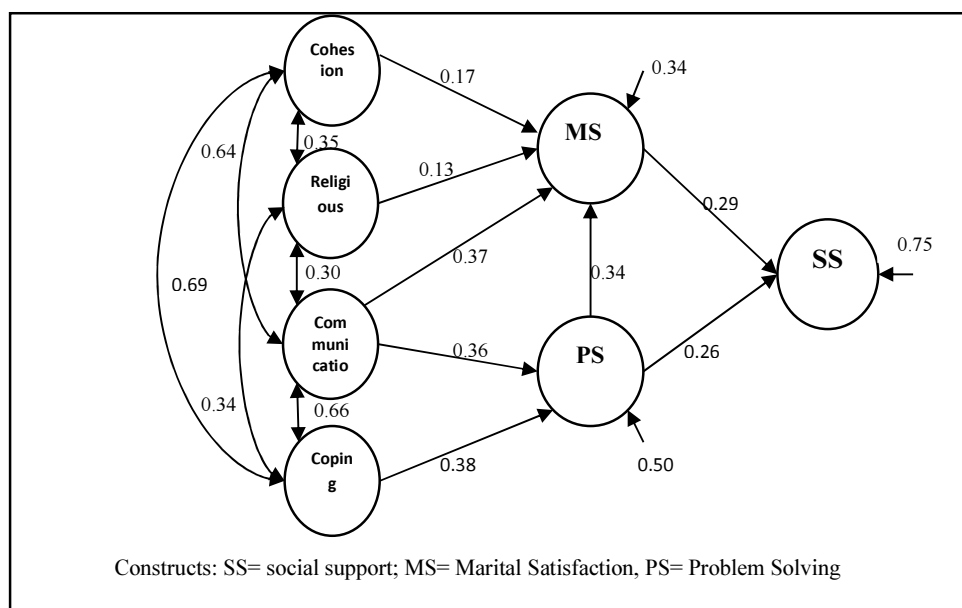 Cohes
ion
0.34
0.17
MS
0.64
0.35
Religi
ous
0.13
0.29
SS
0.75
0.30
0.37
0.69
0.34
Com
muni
catio
0.36
PS
0.26
0.34
0.66
0.38
0.50
Copin
g
Constructs: SS= social support; MS= Marital Satisfaction, PS= Problem Solving